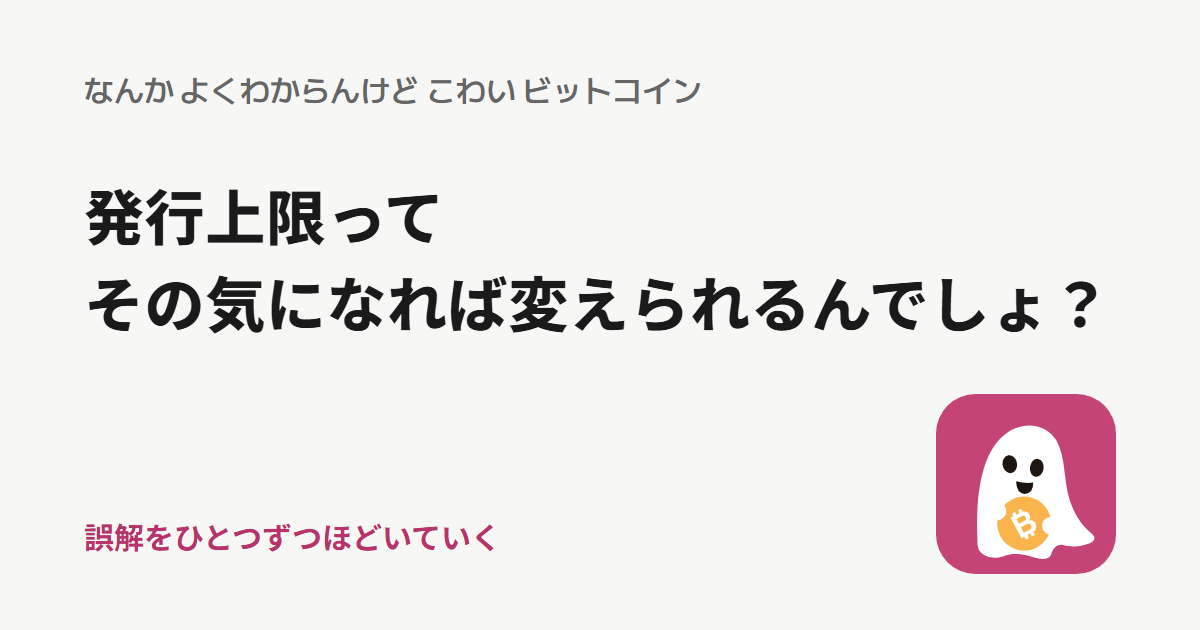 なんか よくわからんけど こわい ビットコイン
発行上限って
その気になれば変えられるんでしょ？
誤解をひとつずつほどいていく